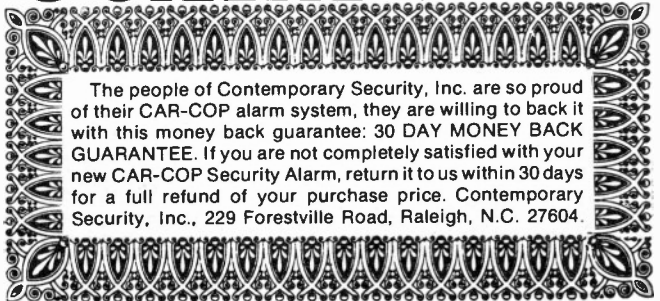 The people of Contemporary Security, Inc. are so proud
of their CAR-COP alarm system, they are willing to back it
with this money back guarantee: 30 DAY MONEY BACK
GUARANTEE. If you are not completely satisfied with your
new CAR-COP Security Alarm, return it to us within 30 days
for a full refund of your purchase price. Contemporary
Security, Inc., 229 Forestville Road, Raleigh, N.C. 27604.